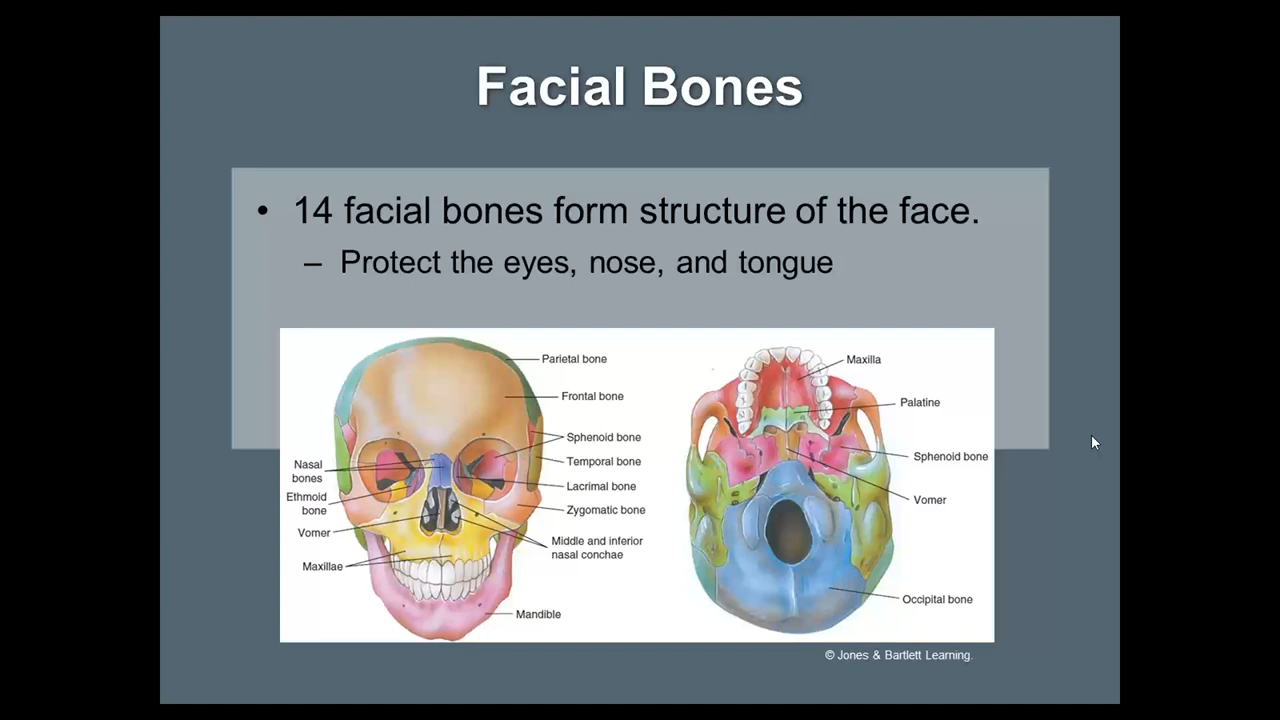 Facial Bones
• 14 facial bones form structure of the face.
– Protect the eyes, nose, and tongue
Parietal bone
Frontal bone
Sphenoid bone
Temporal bone
Lacrimal bone
Zygomatic bone
Middle and inferior
nasal conchae
Mandible
Nasal
bones
Ethmoid
bone
Vomer
Maxillae
Maxilla
Palatine
Sphenoid bone
Vomer
Occipital bone
© Jones & Bartlett Learning.